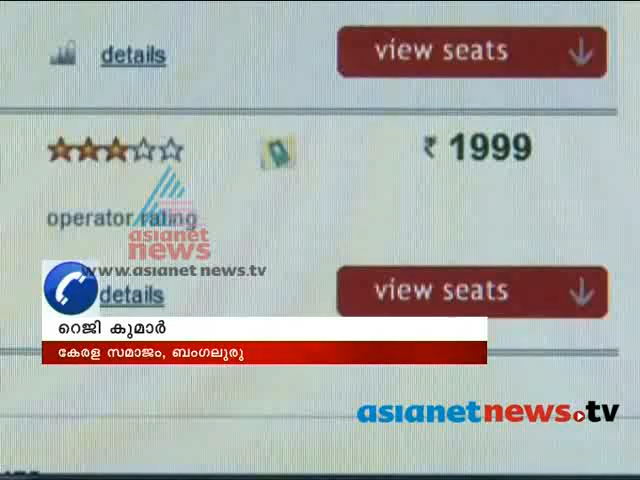 details
view seats
₹ 1999
operator rating
asianet
news
www.asianetnews.tv
details
view seats
റെജി കുമാർ
കേരള സമാജം, ബംഗലുരു
asianetnews.tv